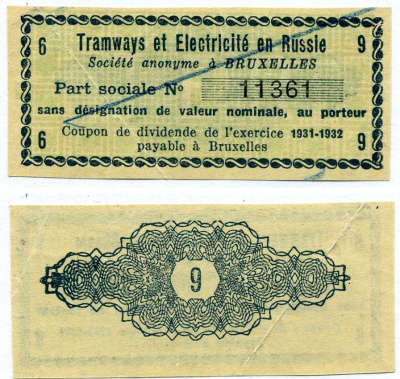 6 Tramways et Electricité en Russie 9
Société anonyme à BRUXELLES
Part sociale No 11361
sans désignation de valeur nominale, au porteur
Coupon de dividende de l'exercice 1931-1932
6 payable à Bruxelles 9
9